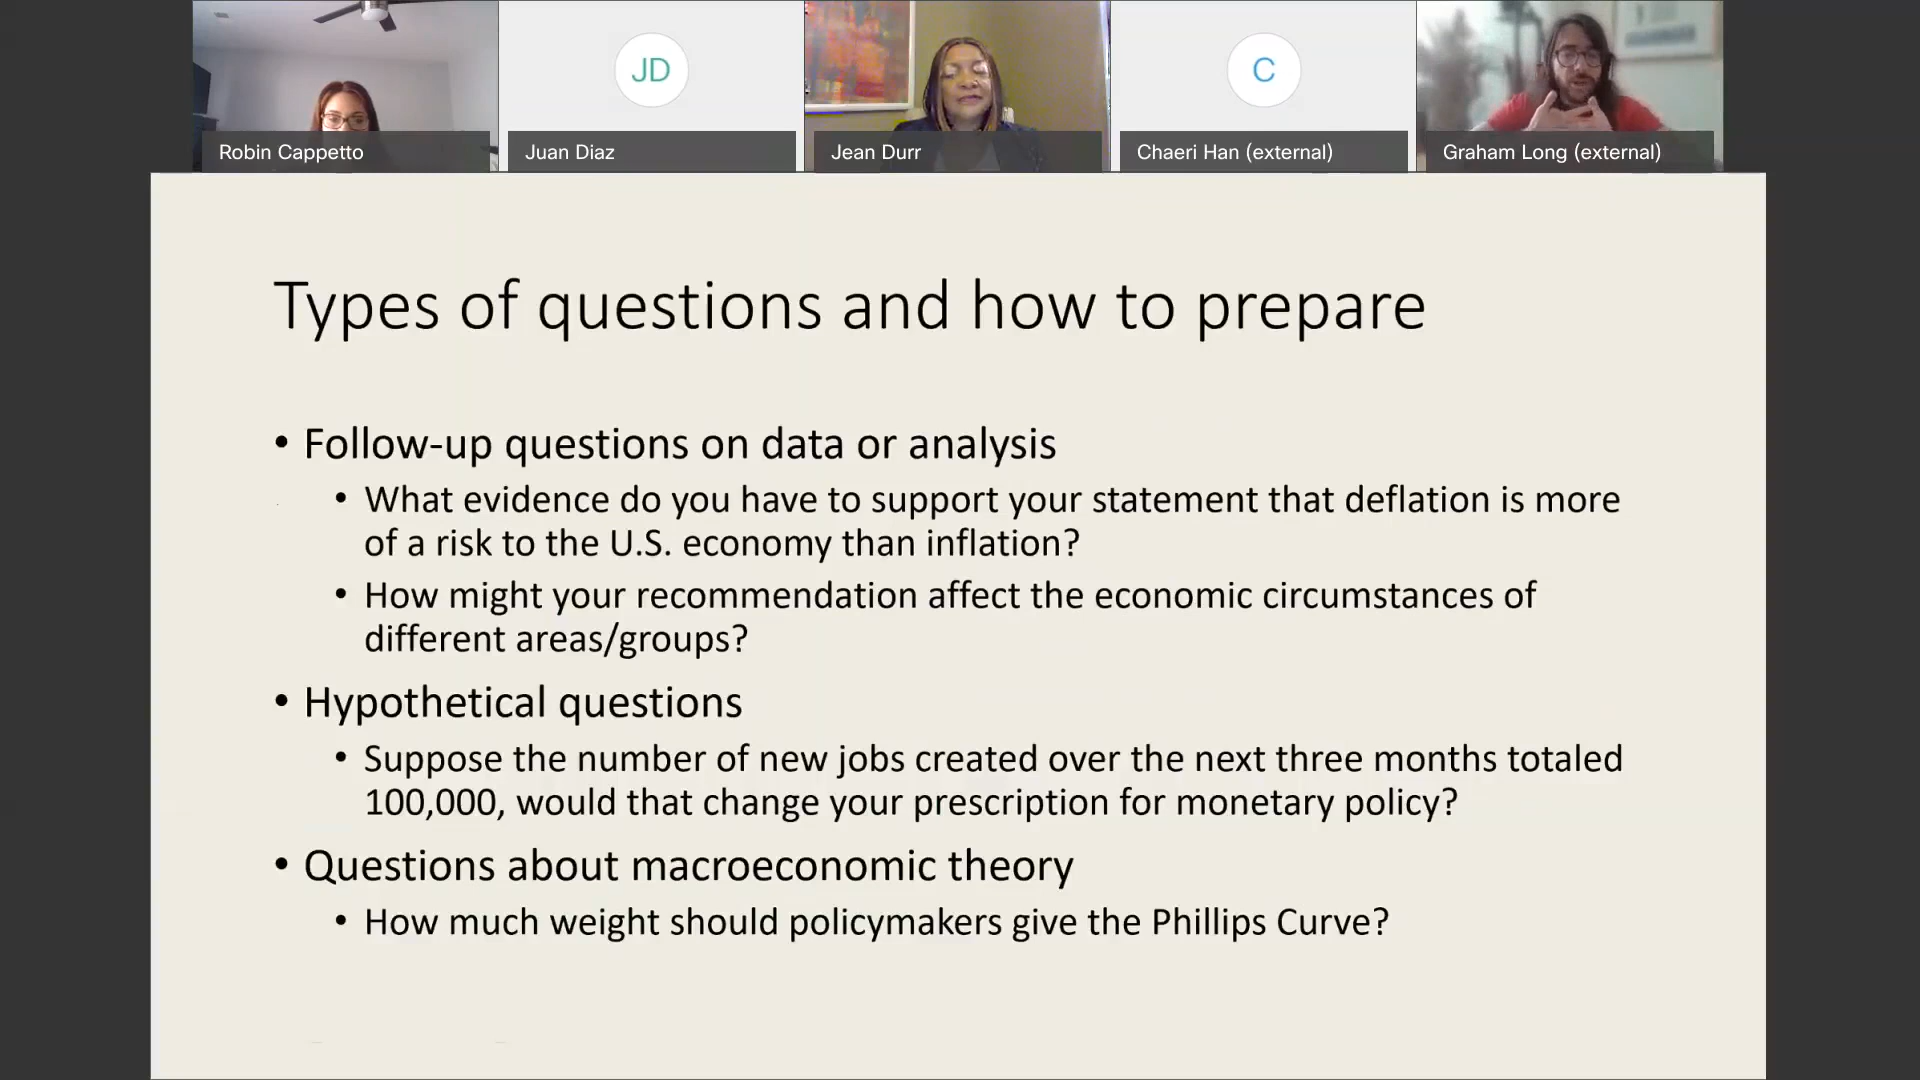 JD
C
Robin Cappetto
Juan Diaz
Jean Durr
Chaeri Han (external)
Graham Long (external)
Types of questions and how to prepare
• Follow-up questions on data or analysis
• What evidence do you have to support your statement that deflation is more
of a risk to the U.S. economy than inflation?
• How might your recommendation affect the economic circumstances of
different areas/groups?
• Hypothetical questions
• Suppose the number of new jobs created over the next three months totaled
100,000, would that change your prescription for monetary policy?
• Questions about macroeconomic theory
• How much weight should policymakers give the Phillips Curve?